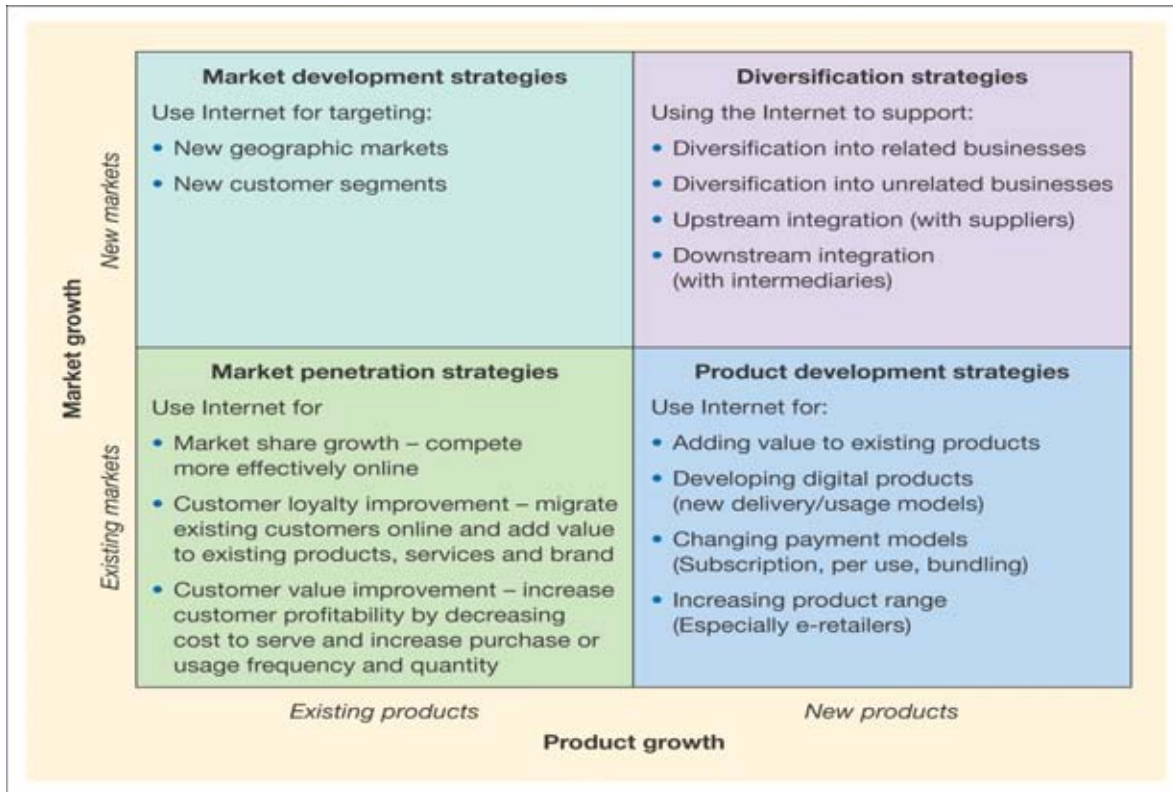 Market growth
New markets
Existing markets
Market development strategies
Use Internet for targeting:
• New geographic markets
• New customer segments
Diversification strategies
Using the Internet to support:
• Diversification into related businesses
• Diversification into unrelated businesses
• Upstream integration (with suppliers)
• Downstream integration
(with intermediaries)
Market penetration strategies
Use Internet for
• Market share growth – compete
more effectively online
• Customer loyalty improvement – migrate
existing customers online and add value
to existing products, services and brand
• Customer value improvement – increase
customer profitability by decreasing
cost to serve and increase purchase or
usage frequency and quantity
Product development strategies
Use Internet for:
• Adding value to existing products
• Developing digital products
(new delivery/usage models)
• Changing payment models
(Subscription, per use, bundling)
• Increasing product range
(Especially e-retailers)
Existing products
New products
Product growth